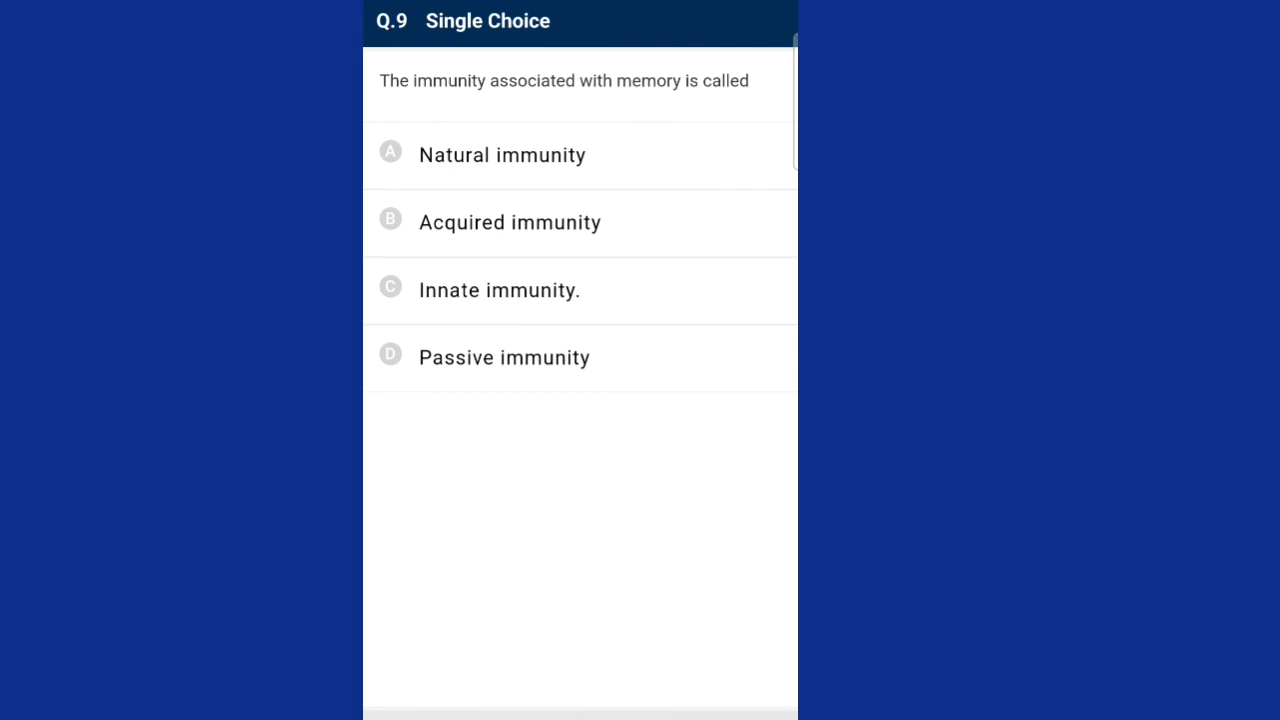 Q.9 Single Choice
The immunity associated with memory is called
A Natural immunity
B Acquired immunity
C Innate immunity.
D Passive immunity